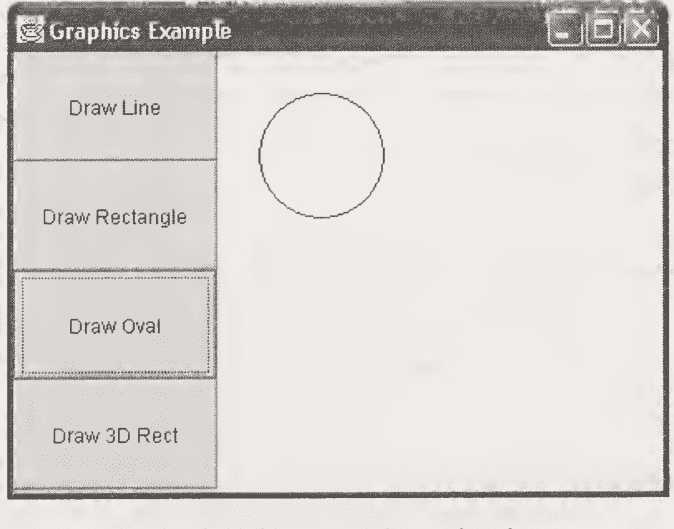 Graphics Example
Draw Line
Draw Rectangle
Draw Oval
Draw 3D Rect